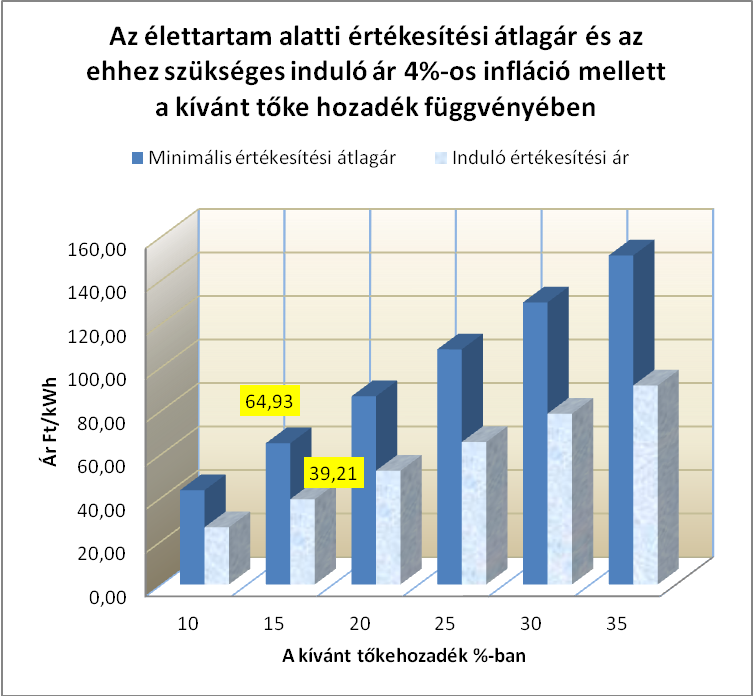 Az élettartam alatti értékesítési átlagár és az
ehhez szükséges induló ár 4%-os infláció mellett
a kívánt tőke hozadék függvényében
Minimális értékesítési átlagár Induló értékesítési ár
160,00
140,00
120,00
100,00
80,00
60,00
40,00
20,00
0,00
Ár Ft/kWh
64,93
39,21
10 15 20 25 30 35
A kívánt tőkehozadék %-ban